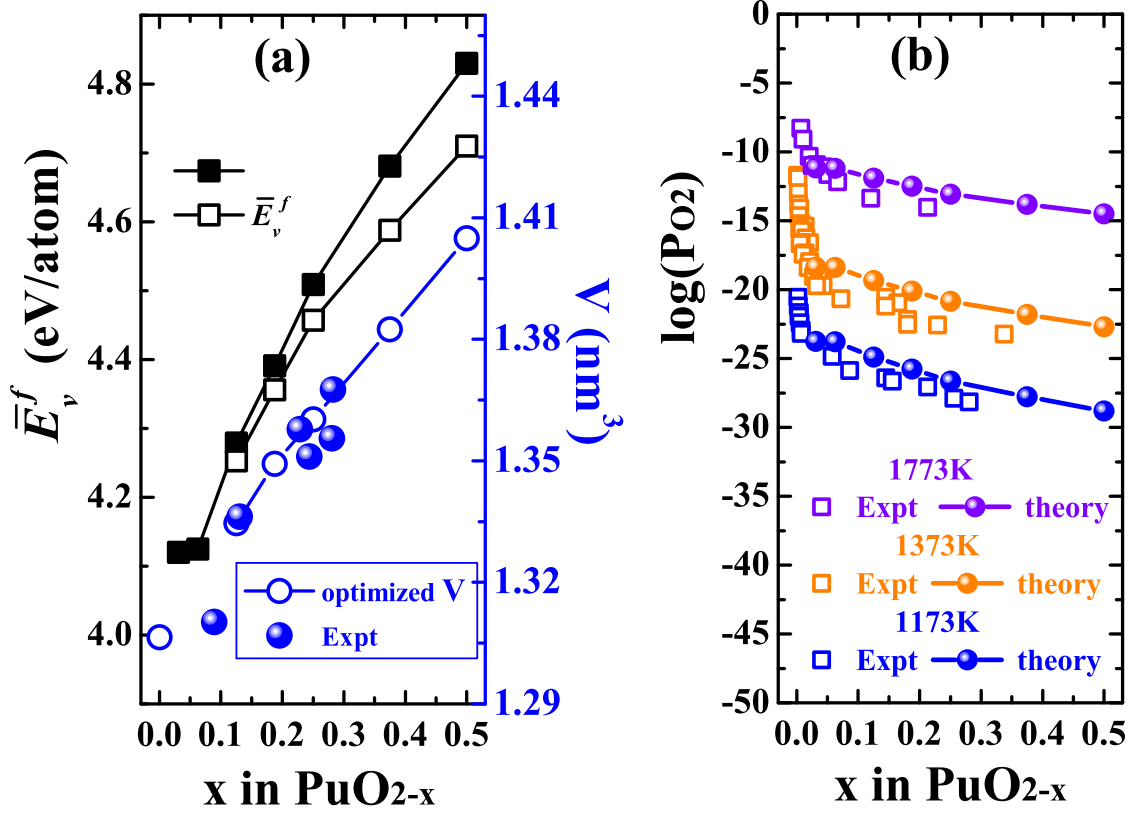 (a)
4.8
4.6
4.4
4.2
4.0
Ē_v^f (eV/atom)
Ē_v^f
1.44
1.41
1.38
1.35
1.32
1.29
V (nm³)
optimized V
Expt
0.0 0.1 0.2 0.3 0.4 0.5
x in PuO2-x
(b)
0
-5
-10
-15
-20
-25
-30
-35
-40
-45
-50
log(PO2)
1773K
Expt theory
1373K
Expt theory
1173K
Expt theory
0.0 0.1 0.2 0.3 0.4 0.5
x in PuO2-x